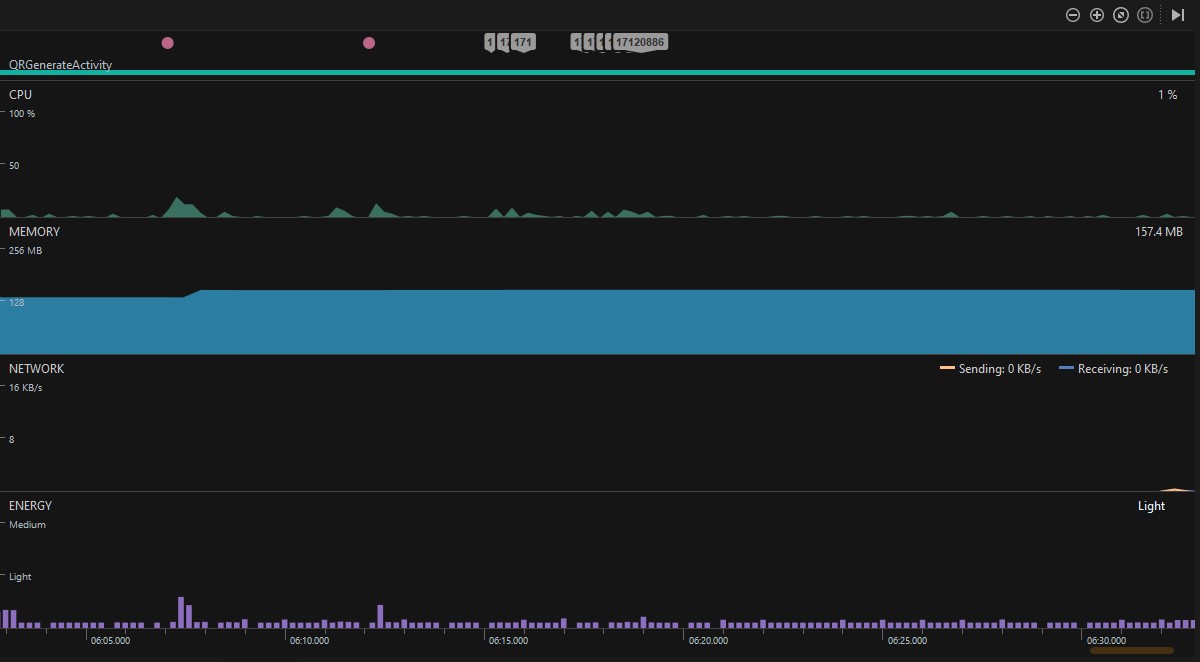 1 17 171 17 1 1 1 17120886
QRGenerateActivity
CPU 1 %
100 %
50
MEMORY 157.4 MB
256 MB
128
NETWORK Sending: 0 KB/s Receiving: 0 KB/s
16 KB/s
8
ENERGY Light
Medium
Light
06:05.000 06:10.000 06:15.000 06:20.000 06:25.000 06:30.000